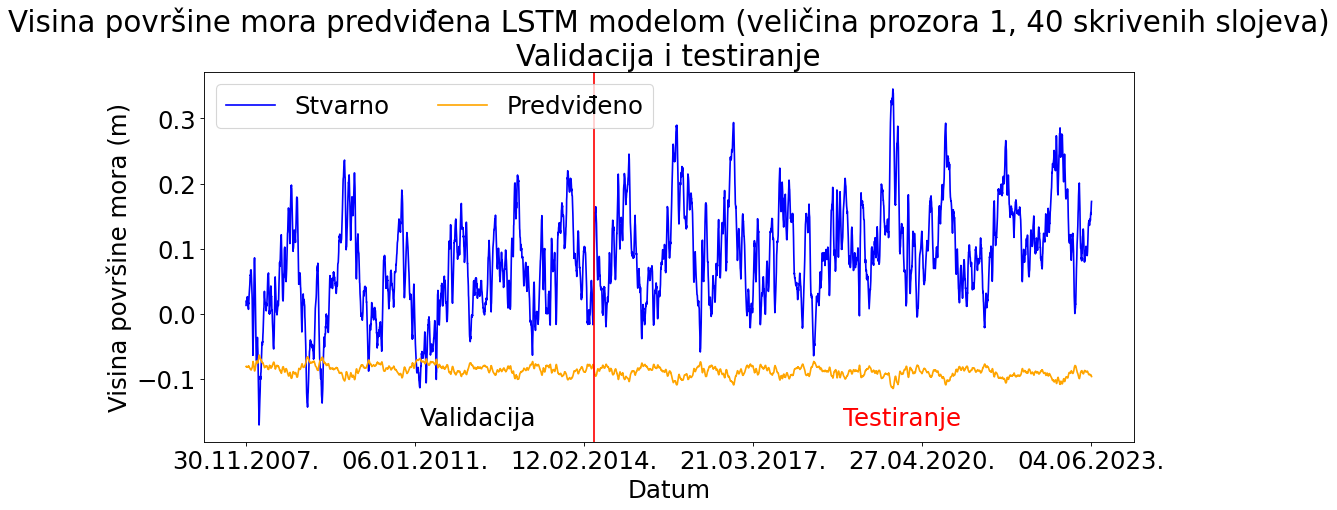 Visina površine mora predviđena LSTM modelom (veličina prozora 1, 40 skrivenih slojeva)
Validacija i testiranje
Stvarno
Predviđeno
Visina površine mora (m)
0.3
0.2
0.1
0.0
−0.1
Validacija
Testiranje
30.11.2007.
06.01.2011.
12.02.2014.
21.03.2017.
27.04.2020.
04.06.2023.
Datum